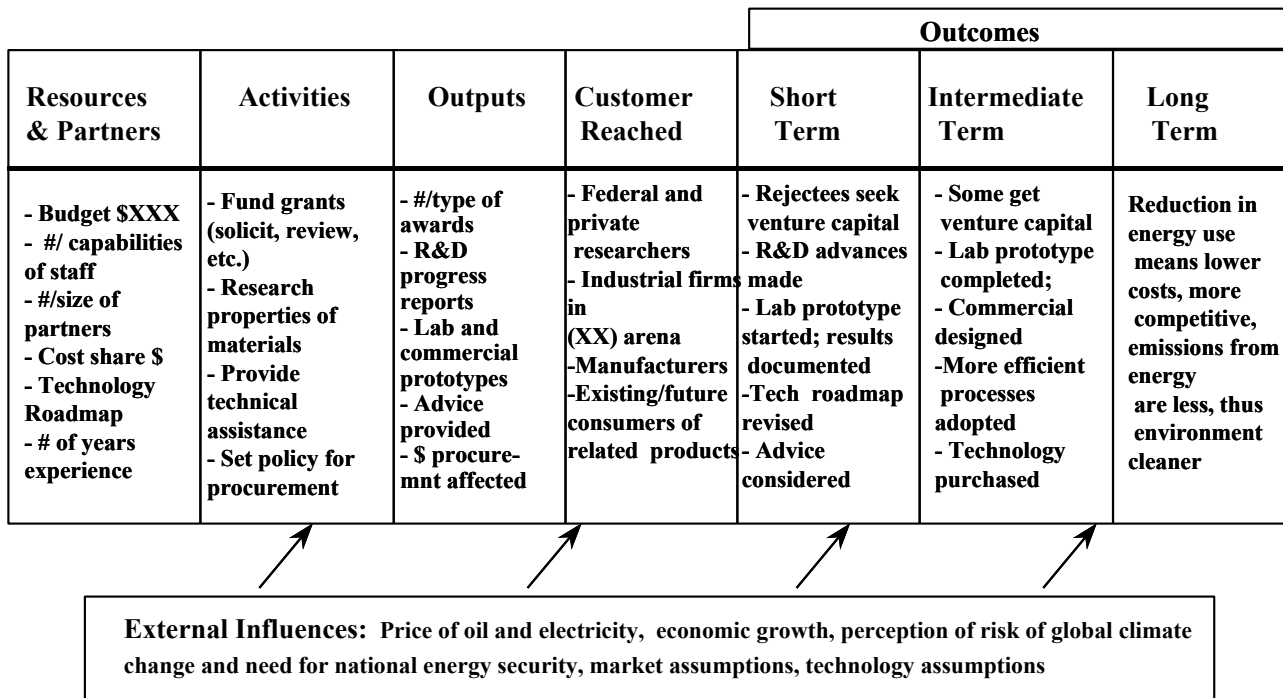 Outcomes
Resources
& Partners
Activities
Outputs
Customer
Reached
Short
Term
Intermediate
Term
Long
Term
- Budget $XXX
- #/ capabilities
of staff
- #/size of
partners
- Cost share $
- Technology
Roadmap
- # of years
experience
- Fund grants
(solicit, review,
etc.)
- Research
properties of
materials
- Provide
technical
assistance
- Set policy for
procurement
- #/type of
awards
- R&D
progress
reports
- Lab and
commercial
prototypes
- Advice
provided
- $ procure-
mnt affected
- Federal and
private
researchers
- Industrial firms
in
(XX) arena
-Manufacturers
-Existing/future
consumers of
related products
- Rejectees seek
venture capital
- R&D advances
made
- Lab prototype
started; results
documented
-Tech roadmap
revised
- Advice
considered
- Some get
venture capital
- Lab prototype
completed;
- Commercial
designed
-More efficient
processes
adopted
- Technology
purchased
Reduction in
energy use
means lower
costs, more
competitive,
emissions from
energy
are less, thus
environment
cleaner
External Influences: Price of oil and electricity, economic growth, perception of risk of global climate
change and need for national energy security, market assumptions, technology assumptions